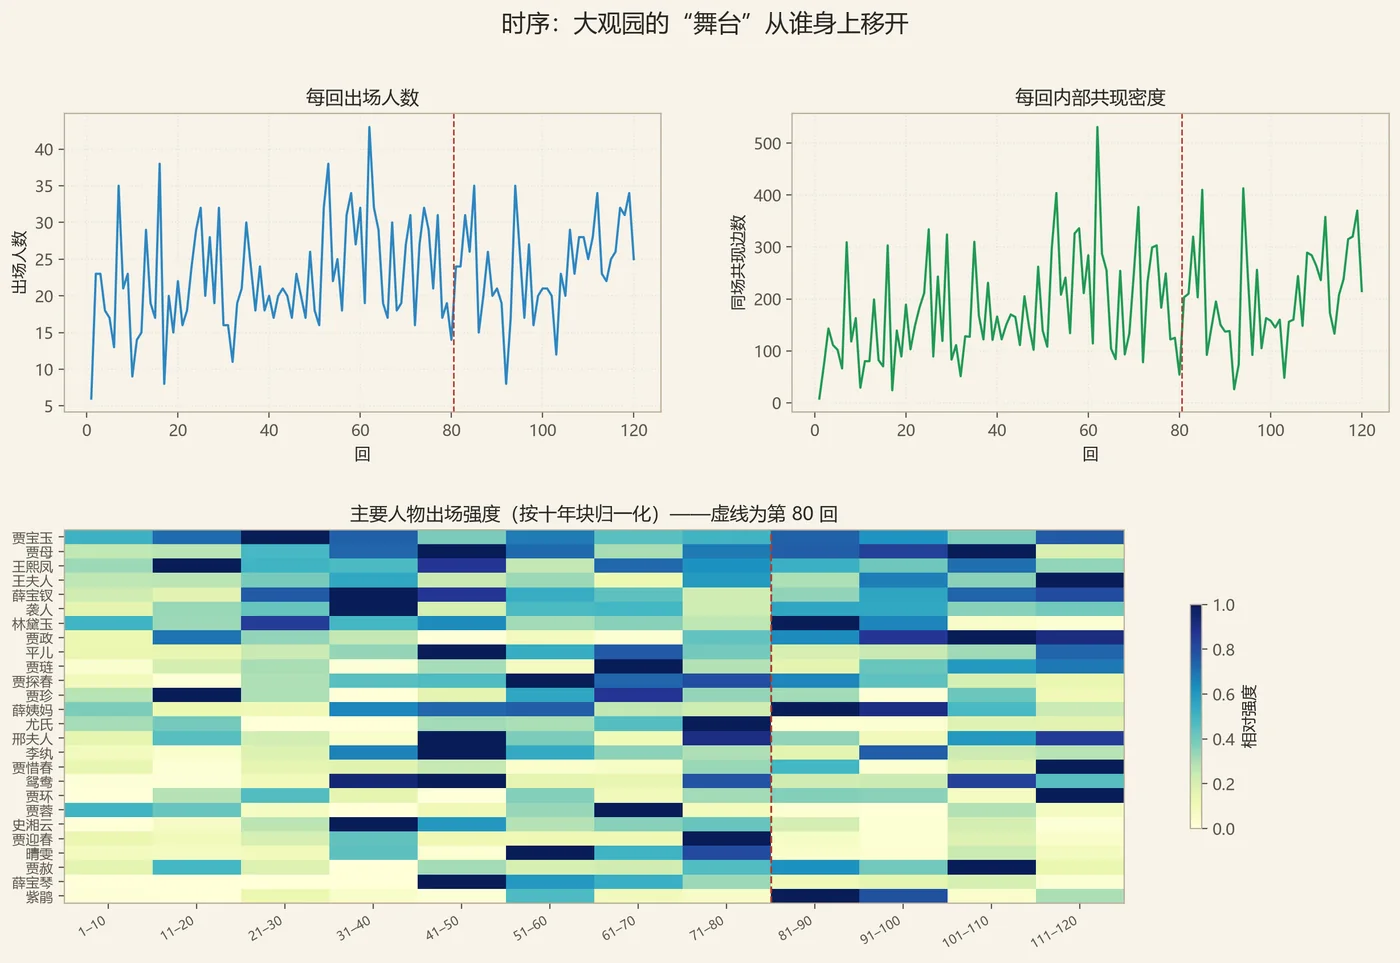 时序：大观园的“舞台”从谁身上移开
每回出场人数
出场人数
40
35
30
25
20
15
10
5
0 20 40 60 80 100 120
回
每回内部共现密度
同场共现边数
500
400
300
200
100
0
0 20 40 60 80 100 120
回
主要人物出场强度（按十年块归一化）——虚线为第 80 回
贾宝玉
贾母
王熙凤
王夫人
薛宝钗
袭人
林黛玉
贾政
平儿
贾琏
贾探春
贾珍
薛姨妈
尤氏
邢夫人
李纨
贾惜春
鸳鸯
贾环
贾蓉
史湘云
贾迎春
晴雯
贾赦
薛宝琴
紫鹃
1–10 11–20 21–30 31–40 41–50 51–60 61–70 71–80 81–90 91–100 101–110 111–120
1.0
0.8
0.6
0.4
0.2
0.0
相对强度